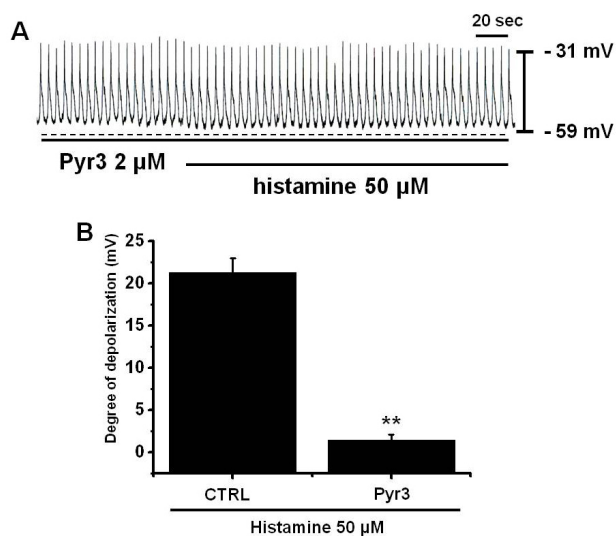 A
20 sec
- 31 mV
- 59 mV
Pyr3 2 µM
histamine 50 µM
B
Degree of depolarization (mV)
25
20
15
10
5
0
**
CTRL
Pyr3
Histamine 50 µM